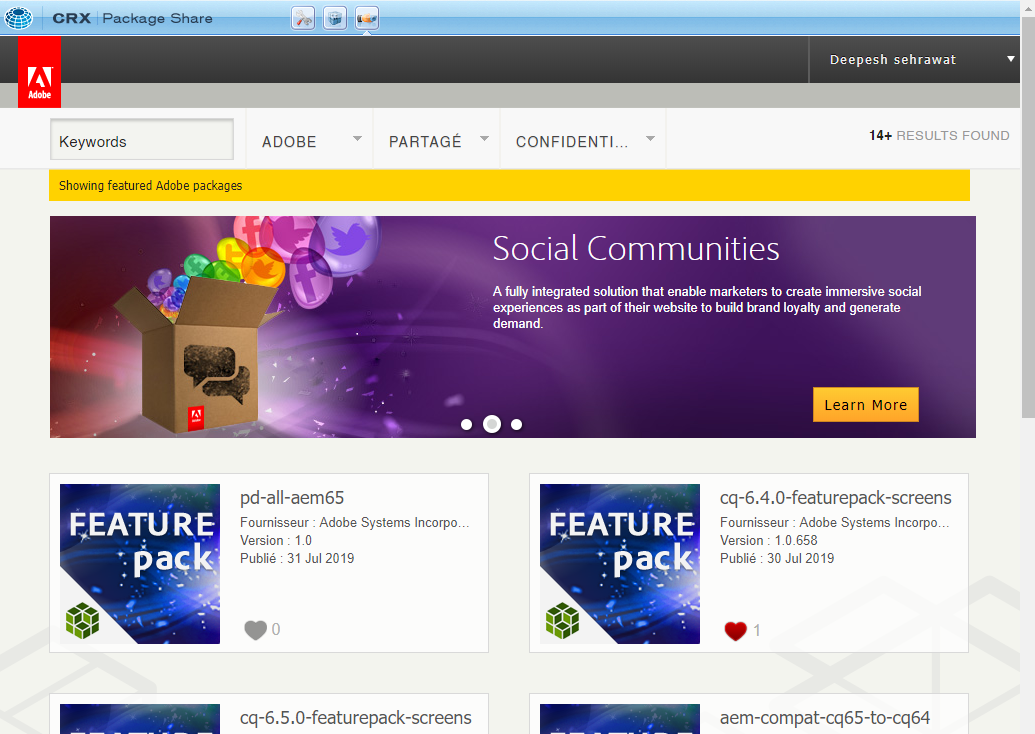 CRX | Package Share
Adobe
Deepesh sehrawat
Keywords
ADOBE
PARTAGÉ
CONFIDENTI...
14+ RESULTS FOUND
Showing featured Adobe packages
Social Communities
A fully integrated solution that enable marketers to create immersive social
experiences as part of their website to build brand loyalty and generate
demand.
Learn More
FEATURE
pack
pd-all-aem65
Fournisseur : Adobe Systems Incorpo...
Version : 1.0
Publié : 31 Jul 2019
0
FEATURE
pack
cq-6.4.0-featurepack-screens
Fournisseur : Adobe Systems Incorpo...
Version : 1.0.658
Publié : 30 Jul 2019
1
cq-6.5.0-featurepack-screens
aem-compat-cq65-to-cq64